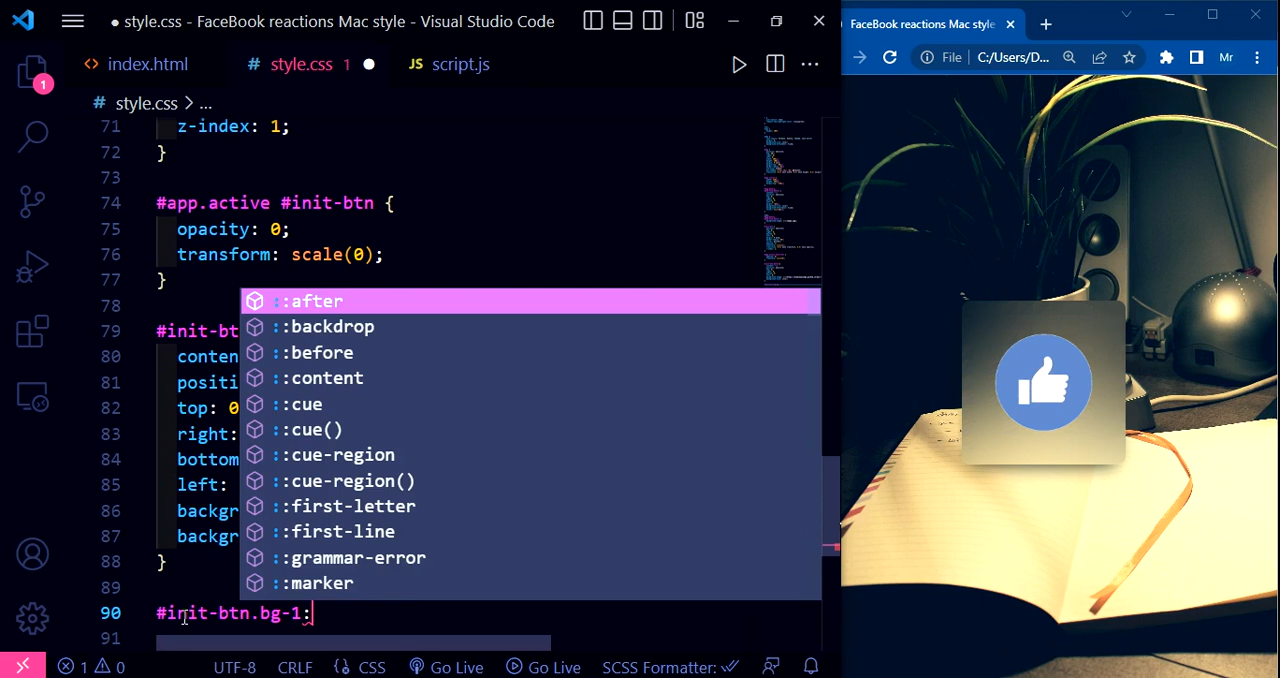 ● style.css - FaceBook reactions Mac style - Visual Studio Code
1
<> index.html
# style.css 1 ●
JS script.js
# style.css > ...
71 z-index: 1;
72 }
73
74 #app.active #init-btn {
75 opacity: 0;
76 transform: scale(0);
77 }
78
79 #init-bt
80 conten
81 positi
82 top: 0
83 right:
84 bottom
85 left:
86 backgr
87 backgr
88 }
89
90 #init-btn.bg-1:
91
::after
::backdrop
::before
::content
::cue
::cue()
::cue-region
::cue-region()
::first-letter
::first-line
::grammar-error
::marker
1 0 UTF-8 CRLF {} CSS Go Live Go Live SCSS Formatter:
FaceBook reactions Mac style
File C:/Users/D... Mr